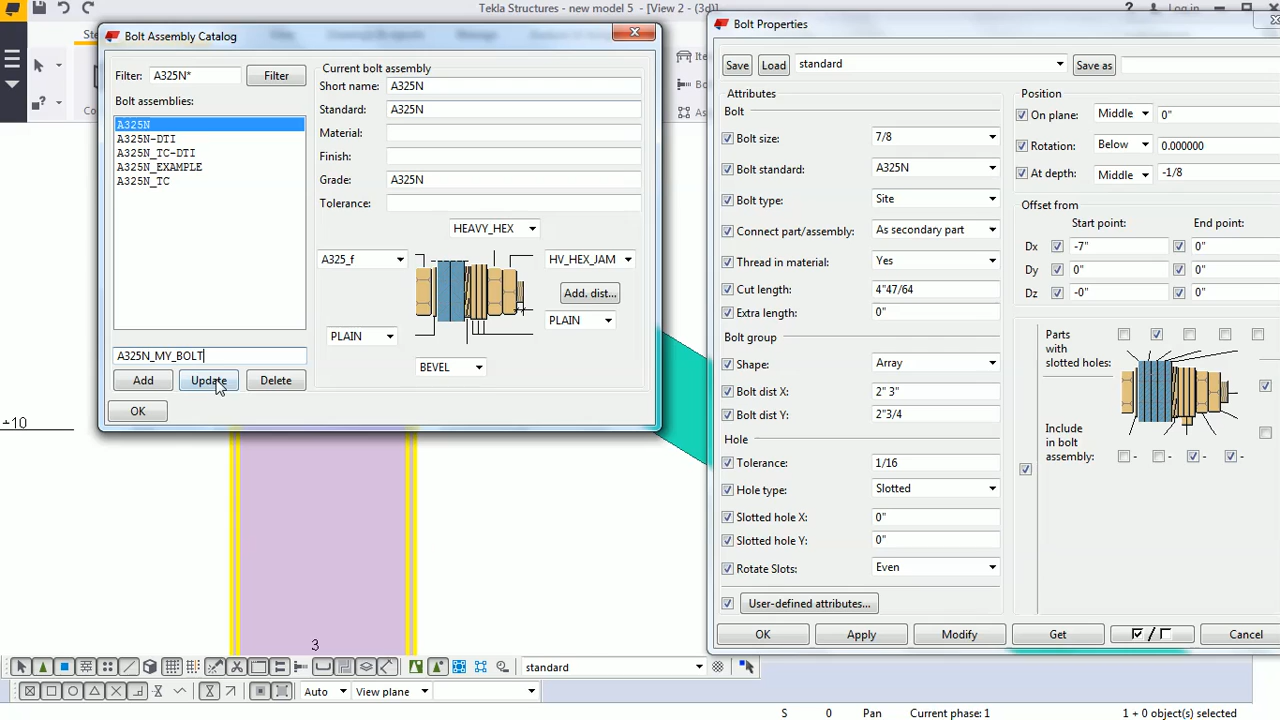 Tekla Structures - new model 5 - [View 2 - (3d)]
Log in
Bolt Assembly Catalog
Filter: A325N* Filter
Bolt assemblies:
A325N
A325N-DTI
A325N_TC-DTI
A325N_EXAMPLE
A325N_TC
A325N_MY_BOLT
Add Update Delete
OK
Current bolt assembly
Short name: A325N
Standard: A325N
Material:
Finish:
Grade: A325N
Tolerance:
HEAVY_HEX
A325_f
HV_HEX_JAM
Add. dist...
PLAIN
PLAIN
BEVEL
Bolt Properties
Save Load standard Save as
Attributes
Bolt
Bolt size: 7/8
Bolt standard: A325N
Bolt type: Site
Connect part/assembly: As secondary part
Thread in material: Yes
Cut length: 4"47/64
Extra length: 0"
Bolt group
Shape: Array
Bolt dist X: 2" 3"
Bolt dist Y: 2"3/4
Hole
Tolerance: 1/16
Hole type: Slotted
Slotted hole X: 0"
Slotted hole Y: 0"
Rotate Slots: Even
User-defined attributes...
Position
On plane: Middle 0"
Rotation: Below 0.000000
At depth: Middle -1/8
Offset from
Start point: End point:
Dx -7" 0"
Dy 0" 0"
Dz -0" 0"
Parts
with
slotted holes:
Include
in bolt
assembly:
OK Apply Modify Get / Cancel
+10
3
standard
Auto View plane
S 0 Pan Current phase: 1 1 + 0 object(s) selected